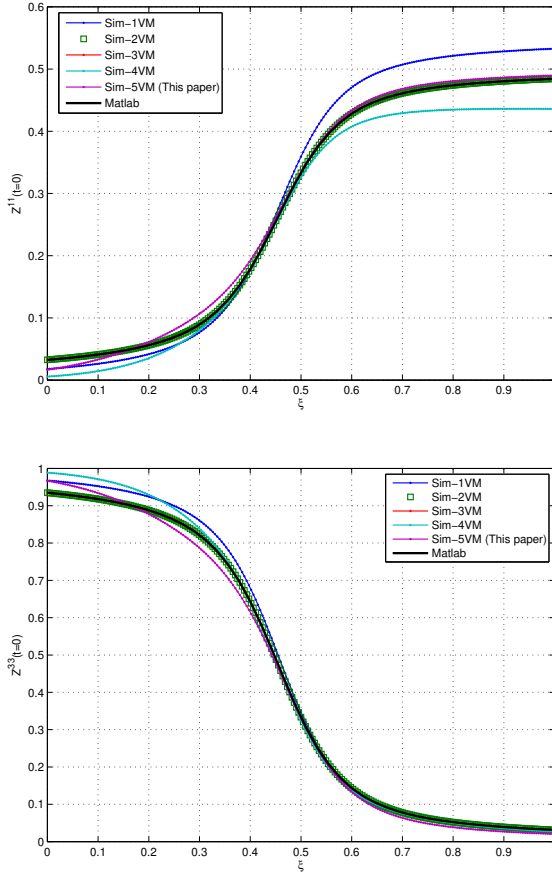 0.6
0.5
0.4
0.3
0.2
0.1
0
Z¹¹(t=0)
Sim−1VM
Sim−2VM
Sim−3VM
Sim−4VM
Sim−5VM (This paper)
Matlab
0 0.1 0.2 0.3 0.4 0.5 0.6 0.7 0.8 0.9
ξ
1
0.9
0.8
0.7
0.6
0.5
0.4
0.3
0.2
0.1
0
Z³³(t=0)
Sim−1VM
Sim−2VM
Sim−3VM
Sim−4VM
Sim−5VM (This paper)
Matlab
0 0.1 0.2 0.3 0.4 0.5 0.6 0.7 0.8 0.9
ξ